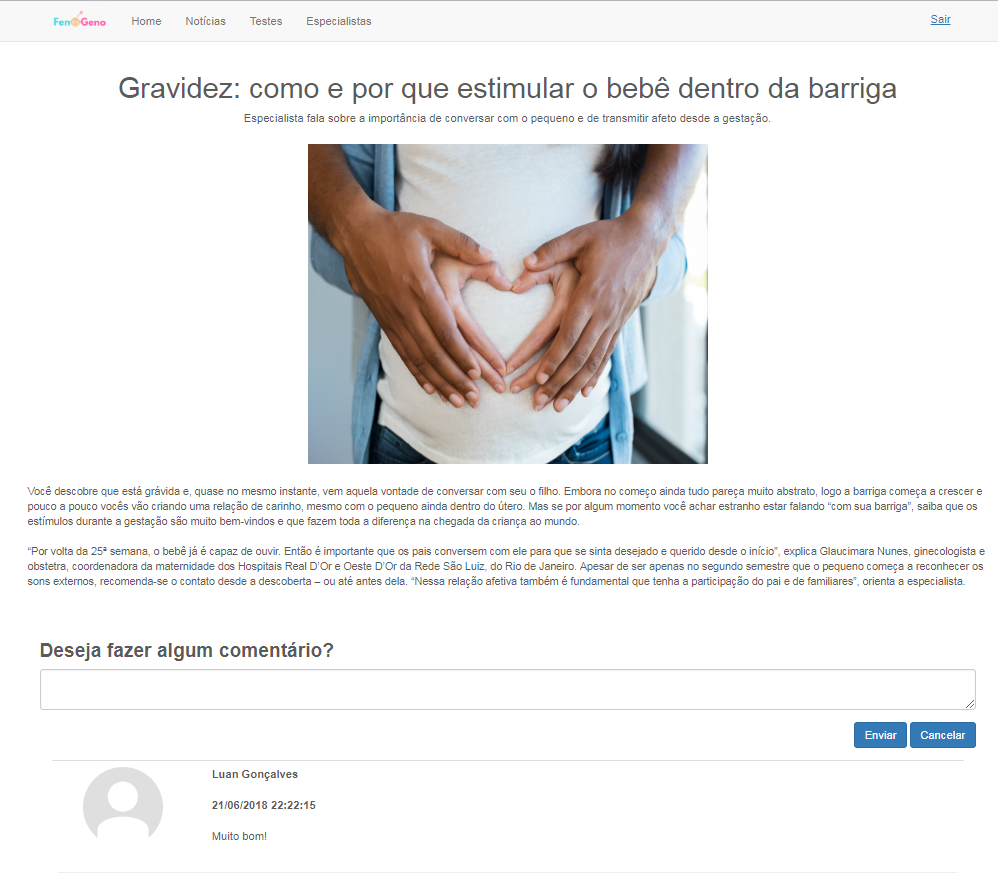 FenoGeno Home Notícias Testes Especialistas Sair
Gravidez: como e por que estimular o bebê dentro da barriga
Especialista fala sobre a importância de conversar com o pequeno e de transmitir afeto desde a gestação.
Você descobre que está grávida e, quase no mesmo instante, vem aquela vontade de conversar com seu o filho. Embora no começo ainda tudo pareça muito abstrato, logo a barriga começa a crescer e
pouco a pouco vocês vão criando uma relação de carinho, mesmo com o pequeno ainda dentro do útero. Mas se por algum momento você achar estranho estar falando “com sua barriga”, saiba que os
estímulos durante a gestação são muito bem-vindos e que fazem toda a diferença na chegada da criança ao mundo.
“Por volta da 25ª semana, o bebê já é capaz de ouvir. Então é importante que os pais conversem com ele para que se sinta desejado e querido desde o início”, explica Glaucimara Nunes, ginecologista e
obstetra, coordenadora da maternidade dos Hospitais Real D’Or e Oeste D’Or da Rede São Luiz, do Rio de Janeiro. Apesar de ser apenas no segundo semestre que o pequeno começa a reconhecer os
sons externos, recomenda-se o contato desde a descoberta – ou até antes dela. “Nessa relação afetiva também é fundamental que tenha a participação do pai e de familiares”, orienta a especialista.
Deseja fazer algum comentário?
Enviar Cancelar
Luan Gonçalves
21/06/2018 22:22:15
Muito bom!